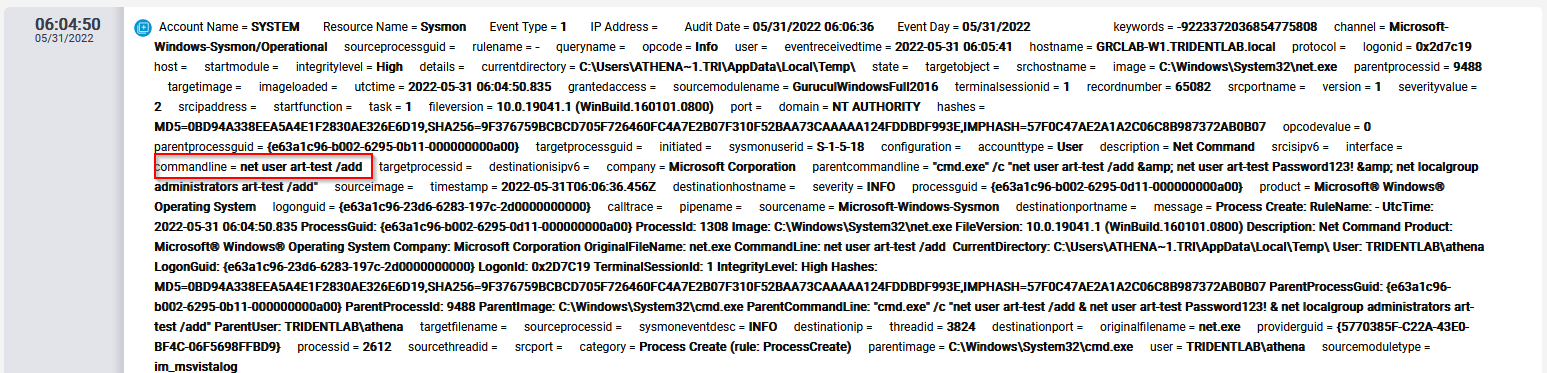 06:04:50
05/31/2022
Account Name = SYSTEM Resource Name = Sysmon Event Type = 1 IP Address = Audit Date = 05/31/2022 06:06:36 Event Day = 05/31/2022 keywords = -9223372036854775808 channel = Microsoft-
Windows-Sysmon/Operational sourceprocessguid = rulename = - queryname = opcode = Info user = eventreceivedtime = 2022-05-31 06:05:41 hostname = GRCLAB-W1.TRIDENTLAB.local protocol = logonid = 0x2d7c19
host = startmodule = integritylevel = High details = currentdirectory = C:\Users\ATHENA~1.TRI\AppData\Local\Temp\ state = targetobject = srchostname = image = C:\Windows\System32\net.exe parentprocessid = 9488
targetimage = imageloaded = utctime = 2022-05-31 06:04:50.835 grantedaccess = sourcemodulename = GuruculWindowsFull2016 terminalsessionid = 1 recordnumber = 65082 srcportname = version = 1 severityvalue =
2 srcipaddress = startfunction = task = 1 fileversion = 10.0.19041.1 (WinBuild.160101.0800) port = domain = NT AUTHORITY hashes =
MD5=0BD94A338EEA5A4E1F2830AE326E6D19,SHA256=9F376759BCBCD705F726460FC4A7E2B07F310F52BAA73CAAAAA124FDDBDF993E,IMPHASH=57F0C47AE2A1A2C06C8B987372AB0B07 opcodevalue = 0
parentprocessguid = {e63a1c96-b002-6295-0b11-000000000a00} targetprocessguid = initiated = sysmonuserid = S-1-5-18 configuration = accounttype = User description = Net Command srcisipv6 = interface =
commandline = net user art-test /add targetprocessid = destinationisipv6 = company = Microsoft Corporation parentcommandline = "cmd.exe" /c "net user art-test /add &amp; net user art-test Password123! &amp; net localgroup
administrators art-test /add" sourceimage = timestamp = 2022-05-31T06:06:36.456Z destinationhostname = severity = INFO processguid = {e63a1c96-b002-6295-0d11-000000000a00} product = Microsoft® Windows®
Operating System logonguid = {e63a1c96-23d6-6283-197c-2d0000000000} calltrace = pipename = sourcename = Microsoft-Windows-Sysmon destinationportname = message = Process Create: RuleName: - UtcTime:
2022-05-31 06:04:50.835 ProcessGuid: {e63a1c96-b002-6295-0d11-000000000a00} ProcessId: 1308 Image: C:\Windows\System32\net.exe FileVersion: 10.0.19041.1 (WinBuild.160101.0800) Description: Net Command Product:
Microsoft® Windows® Operating System Company: Microsoft Corporation OriginalFileName: net.exe CommandLine: net user art-test /add CurrentDirectory: C:\Users\ATHENA~1.TRI\AppData\Local\Temp\ User: TRIDENTLAB\athena
LogonGuid: {e63a1c96-23d6-6283-197c-2d0000000000} LogonId: 0x2D7C19 TerminalSessionId: 1 IntegrityLevel: High Hashes:
MD5=0BD94A338EEA5A4E1F2830AE326E6D19,SHA256=9F376759BCBCD705F726460FC4A7E2B07F310F52BAA73CAAAAA124FDDBDF993E,IMPHASH=57F0C47AE2A1A2C06C8B987372AB0B07 ParentProcessGuid: {e63a1c96-
b002-6295-0b11-000000000a00} ParentProcessId: 9488 ParentImage: C:\Windows\System32\cmd.exe ParentCommandLine: "cmd.exe" /c "net user art-test /add & net user art-test Password123! & net localgroup administrators art-
test /add" ParentUser: TRIDENTLAB\athena targetfilename = sourceprocessid = sysmoneventdesc = INFO destinationip = threadid = 3824 destinationport = originalfilename = net.exe providerguid = {5770385F-C22A-43E0-
BF4C-06F5698FFBD9} processid = 2612 sourcethreadid = srcport = category = Process Create (rule: ProcessCreate) parentimage = C:\Windows\System32\cmd.exe user = TRIDENTLAB\athena sourcemoduletype =
im_msvistalog